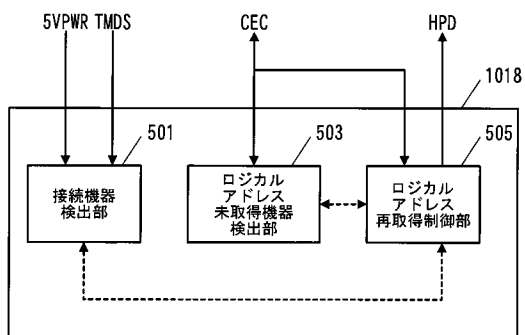 5VPWR TMDS CEC HPD
1018
501 503 505
接続機器
検出部
ロジカル
アドレス
未取得機器
検出部
ロジカル
アドレス
再取得制御部